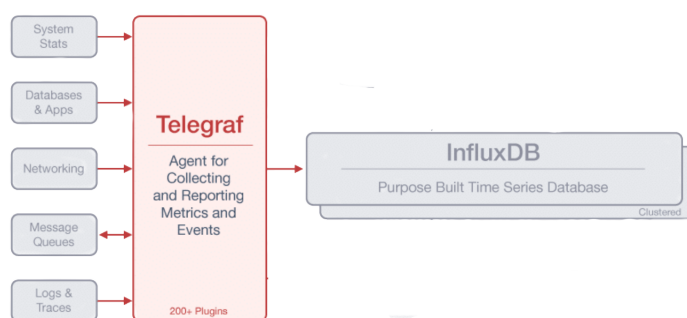 System
Stats
Databases
& Apps
Networking
Message
Queues
Logs &
Traces
Telegraf
Agent for
Collecting
and Reporting
Metrics and
Events
200+ Plugins
InfluxDB
Purpose Built Time Series Database
Clustered